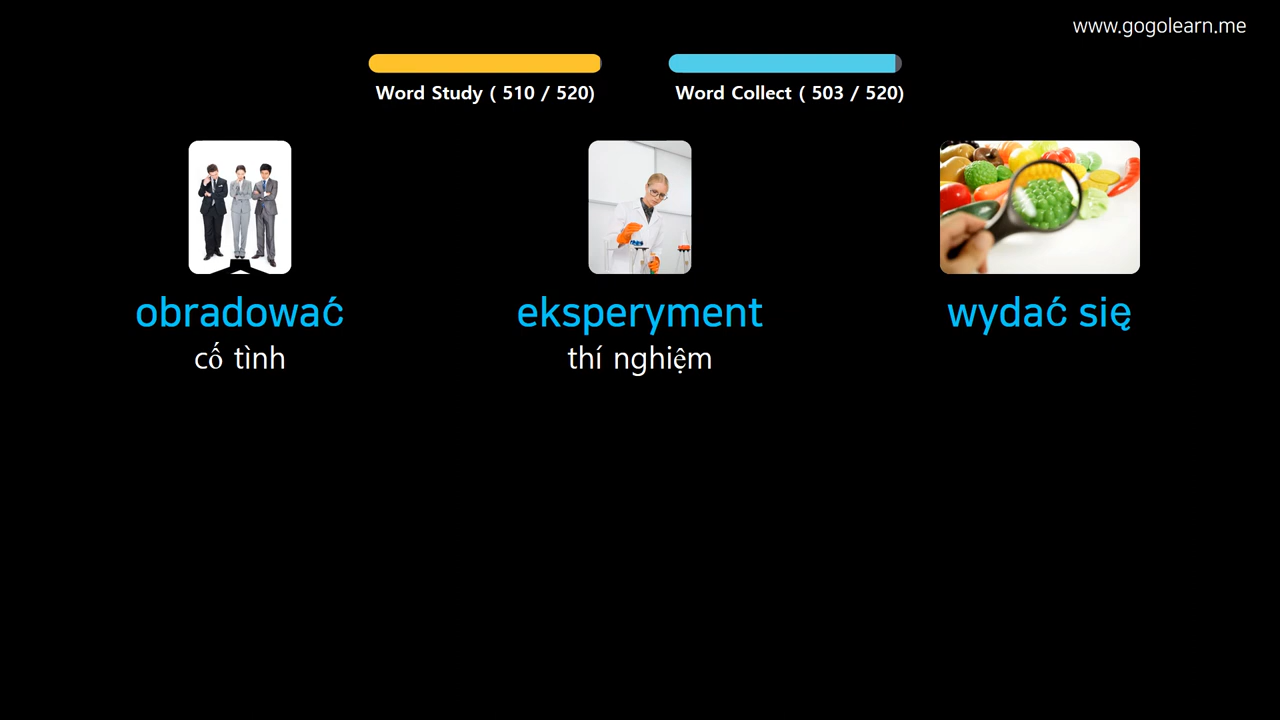 www.gogolearn.me
Word Study ( 510 / 520)
Word Collect ( 503 / 520)
obradować
cố tình
eksperyment
thí nghiệm
wydać się